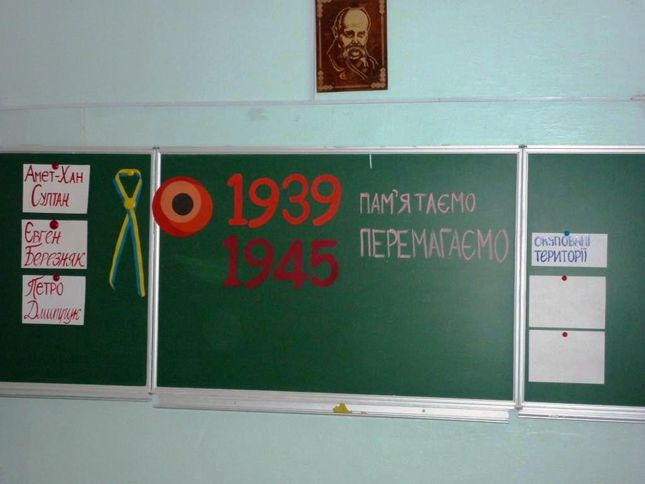 Амет-Хан
Султан
Євген
Березняк
Петро
Дмитрук
1939
1945
ПАМ'ЯТАЄМО
ПЕРЕМАГАЄМО
ОКУПОВАНІ
ТЕРИТОРІЇ